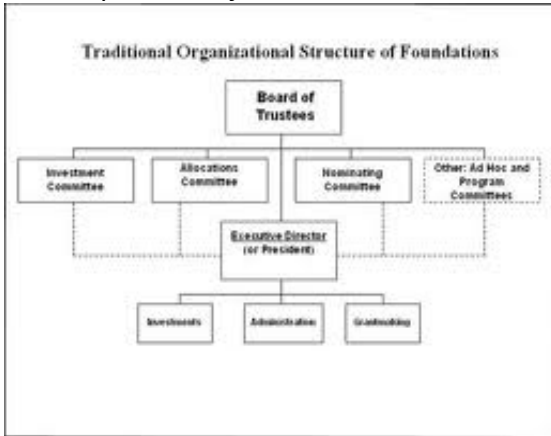 Traditional Organizational Structure of Foundations
Board of
Trustees
Investment
Committee
Allocations
Committee
Nominating
Committee
Other: Ad Hoc and
Program
Committees
Executive Director
(or President)
Investments
Administration
Grantmaking